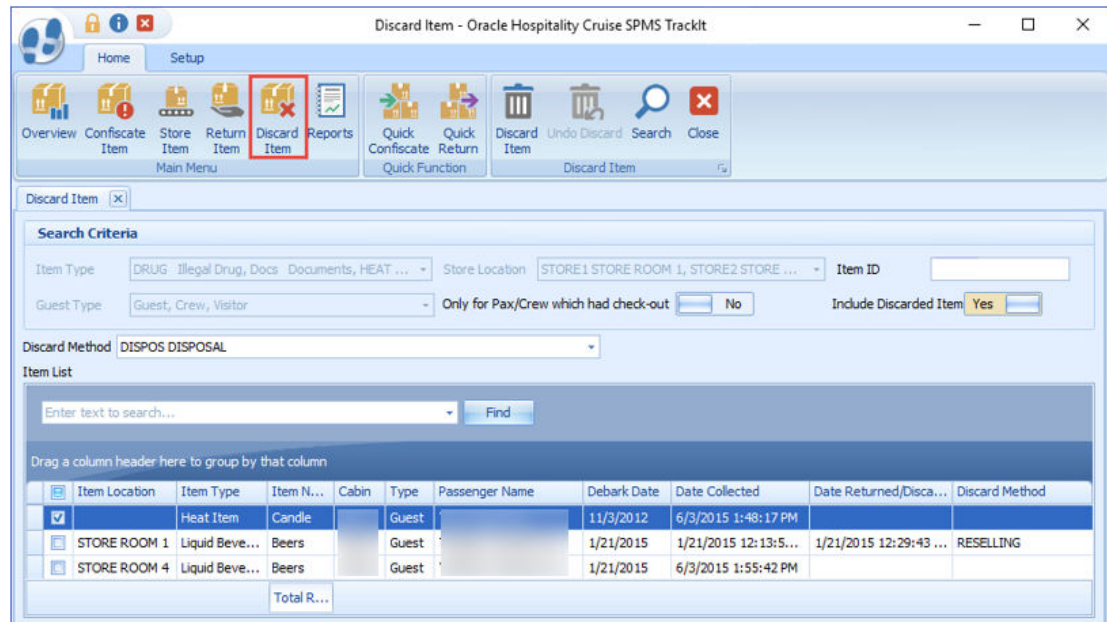 Discard Item - Oracle Hospitality Cruise SPMS TrackIt
Home Setup
Overview Confiscate Item Store Item Return Item Discard Item Reports Quick Confiscate Quick Return Discard Item Undo Discard Search Close
Main Menu Quick Function Discard Item
Discard Item
Search Criteria
Item Type DRUG Illegal Drug, Docs Documents, HEAT ... Store Location STORE1 STORE ROOM 1, STORE2 STORE ... Item ID
Guest Type Guest, Crew, Visitor Only for Pax/Crew which had check-out No Include Discarded Item Yes
Discard Method DISPOS DISPOSAL
Item List
Enter text to search... Find
Drag a column header here to group by that column
Item Location Item Type Item N... Cabin Type Passenger Name Debark Date Date Collected Date Returned/Disca... Discard Method
Heat Item Candle Guest 11/3/2012 6/3/2015 1:48:17 PM
STORE ROOM 1 Liquid Beve... Beers Guest 1/21/2015 1/21/2015 12:13:5... 1/21/2015 12:29:43 ... RESELLING
STORE ROOM 4 Liquid Beve... Beers Guest 1/21/2015 6/3/2015 1:55:42 PM
Total R...